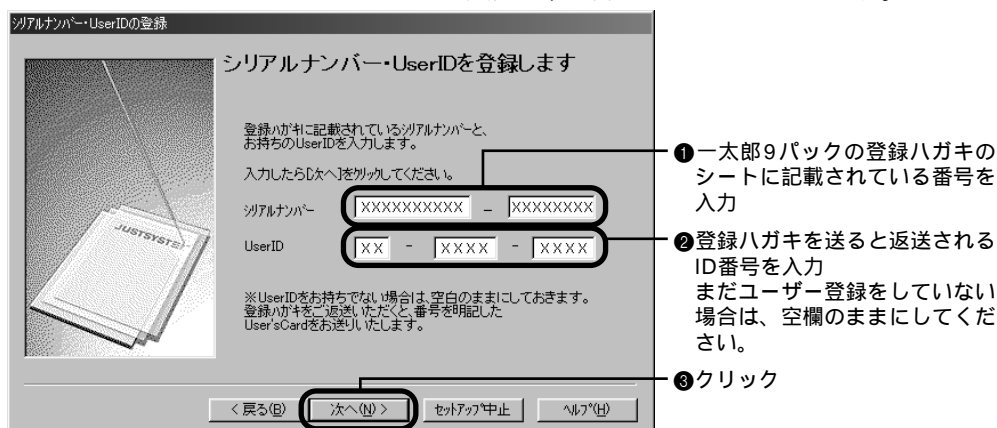 シリアルナンバー・UserIDの登録
シリアルナンバー・UserIDを登録します
登録ハガキに記載されているシリアルナンバーと、
お持ちのUserIDを入力します。
入力したら[次へ]をクリックしてください。
シリアルナンバー XXXXXXXXXX - XXXXXXXX
UserID XX - XXXX - XXXX
※UserIDをお持ちでない場合は、空白のままにしておきます。
登録ハガキをご返送いただくと、番号を明記した
User'sCardをお送りいたします。
JUSTSYSTE
< 戻る(B) 次へ(N) > セットアップ中止 ヘルプ(H)
❶一太郎9パックの登録ハガキの
シートに記載されている番号を
入力
❷登録ハガキを送ると返送される
ID番号を入力
まだユーザー登録をしていない
場合は、空欄のままにしてくだ
さい。
❸クリック